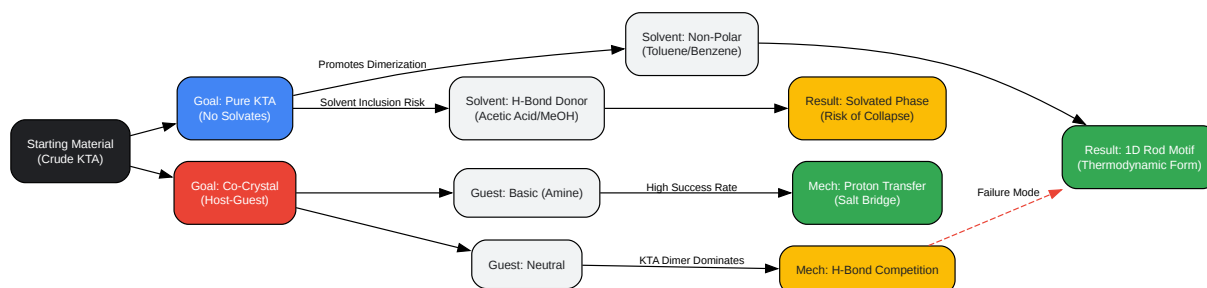 Starting Material
(Crude KTA)
Goal: Pure KTA
(No Solvates)
Goal: Co-Crystal
(Host-Guest)
Promotes Dimerization
Solvent Inclusion Risk
Solvent: Non-Polar
(Toluene/Benzene)
Solvent: H-Bond Donor
(Acetic Acid/MeOH)
Result: Solvated Phase
(Risk of Collapse)
Guest: Basic (Amine)
High Success Rate
Mech: Proton Transfer
(Salt Bridge)
Guest: Neutral
KTA Dimer Dominates
Mech: H-Bond Competition
Failure Mode
Result: 1D Rod Motif
(Thermodynamic Form)